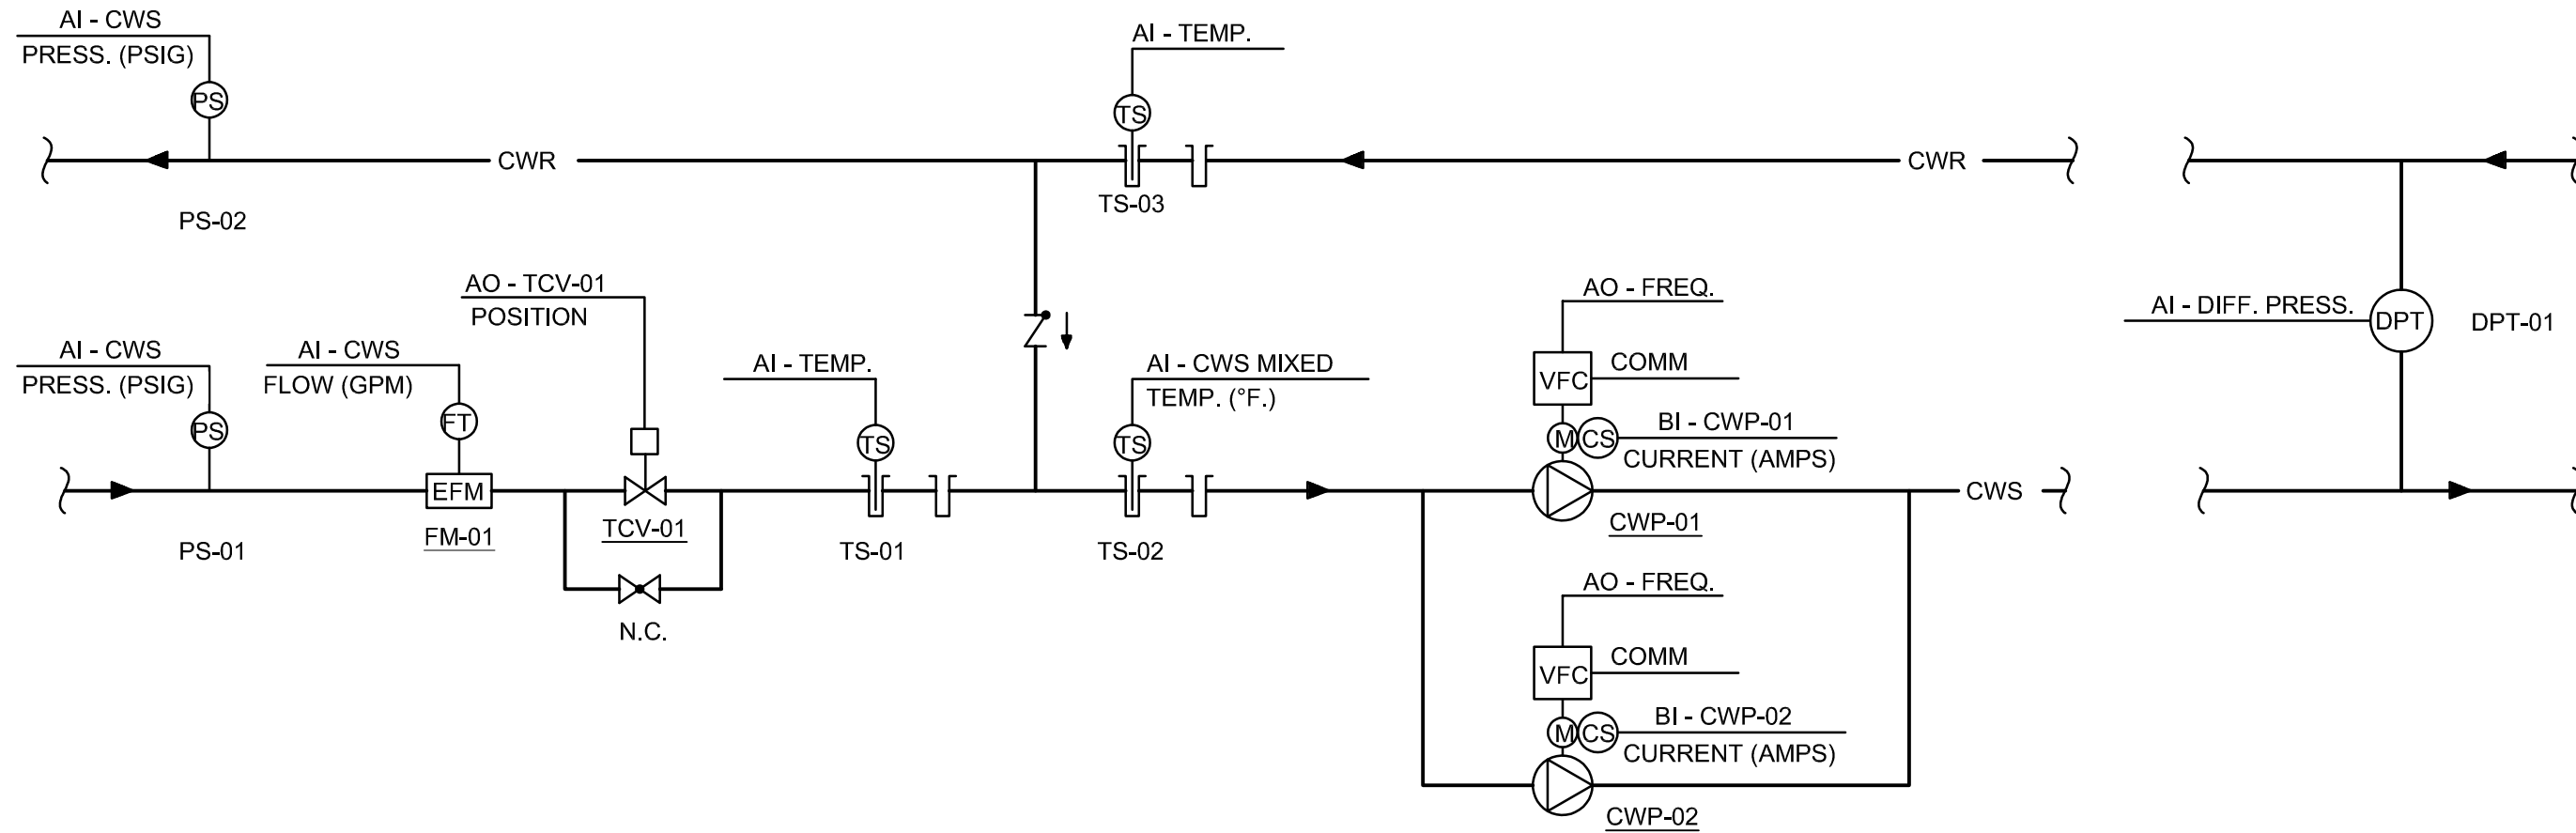 AI - CWS
PRESS. (PSIG)
PS
AI - TEMP.
TS
CWR
CWR
TS-03
PS-02
AO - TCV-01
POSITION
AO - FREQ.
AI - DIFF. PRESS.
DPT
DPT-01
AI - CWS
PRESS. (PSIG)
PS
AI - CWS
FLOW (GPM)
FT
AI - TEMP.
TS
AI - CWS MIXED
TEMP. (°F.)
TS
VFC
COMM
M
CS
BI - CWP-01
CURRENT (AMPS)
EFM
CWS
PS-01
FM-01
TCV-01
TS-01
TS-02
CWP-01
N.C.
AO - FREQ.
VFC
COMM
M
CS
BI - CWP-02
CURRENT (AMPS)
CWP-02